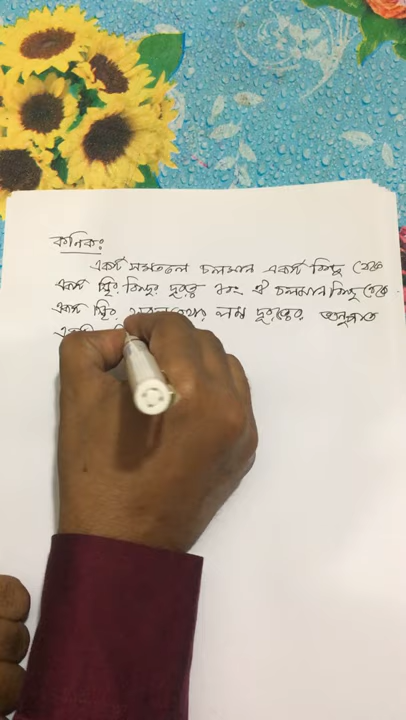 কনিক:
একটি সমতলে চলমান একটি বিন্দু থেকে
একটি স্থির বিন্দুর দূরত্ব এবং ঐ চলমান বিন্দু থেকে
একটি স্থির সরলরেখার লম্ব দূরত্বের অনুপাত